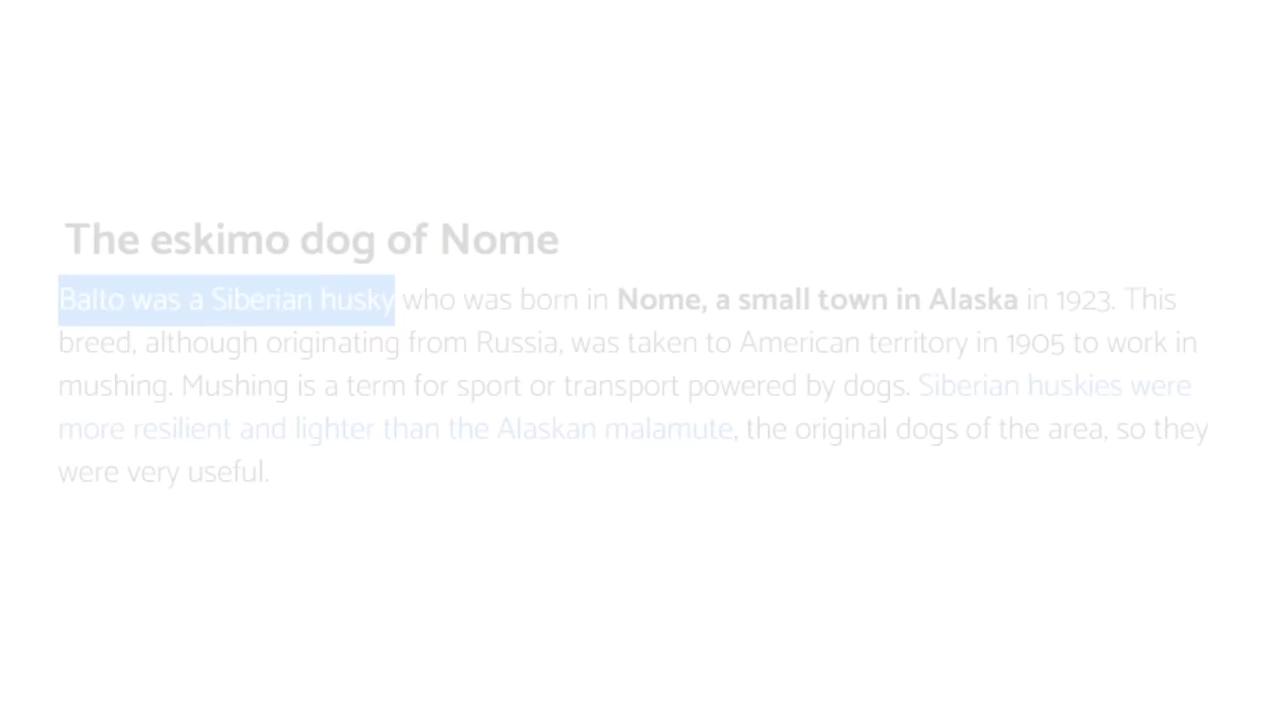 The eskimo dog of Nome
Balto was a Siberian husky who was born in Nome, a small town in Alaska in 1923. This
breed, although originating from Russia, was taken to American territory in 1905 to work in
mushing. Mushing is a term for sport or transport powered by dogs. Siberian huskies were
more resilient and lighter than the Alaskan malamute, the original dogs of the area, so they
were very useful.